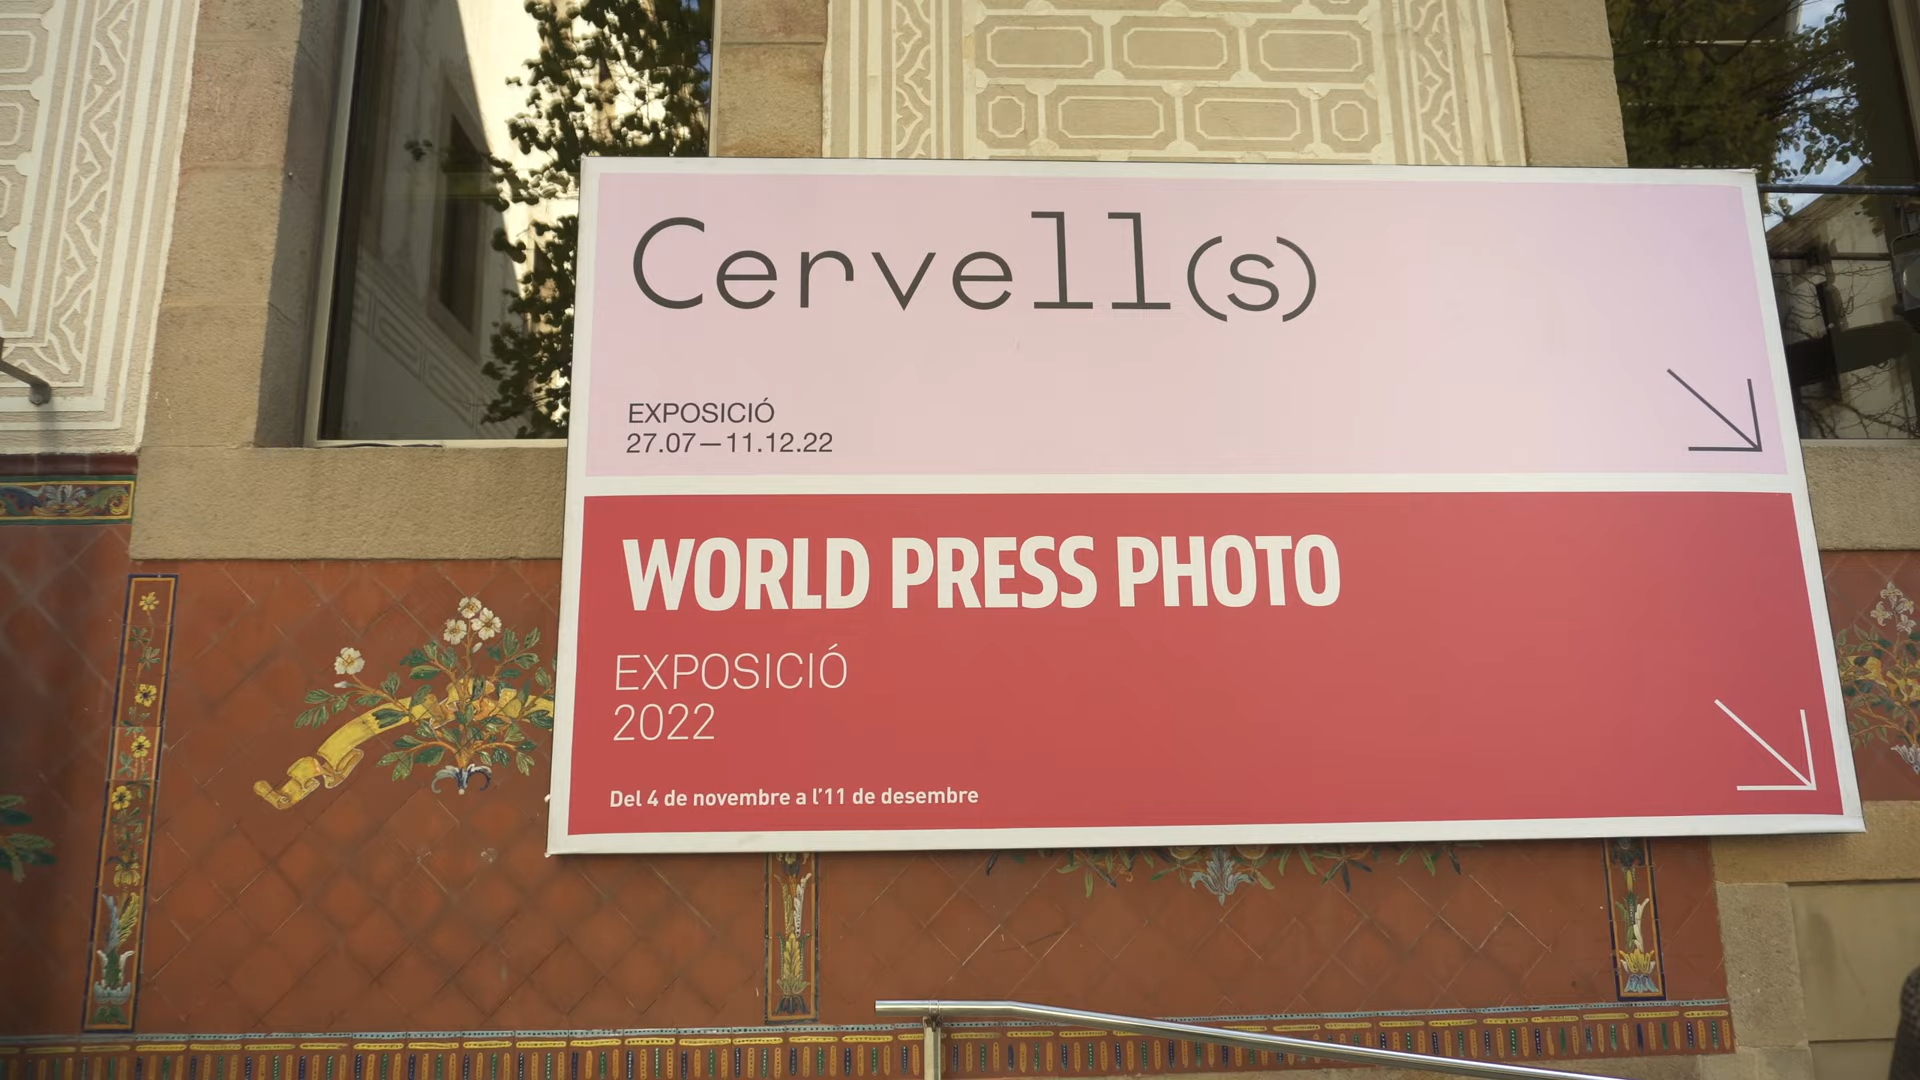 Cervell(s)
EXPOSICIÓ
27.07—11.12.22
WORLD PRESS PHOTO
EXPOSICIÓ
2022
Del 4 de novembre a l'11 de desembre